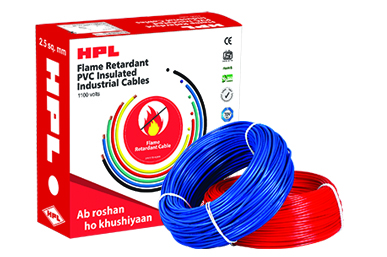 2.5 sq. mm
HPL
HPL
HPL
Flame Retardant
PVC Insulated
Industrial Cables
1100 volts
CE
Flame
Retardant Cable
Ab roshan
ho khushiyaan